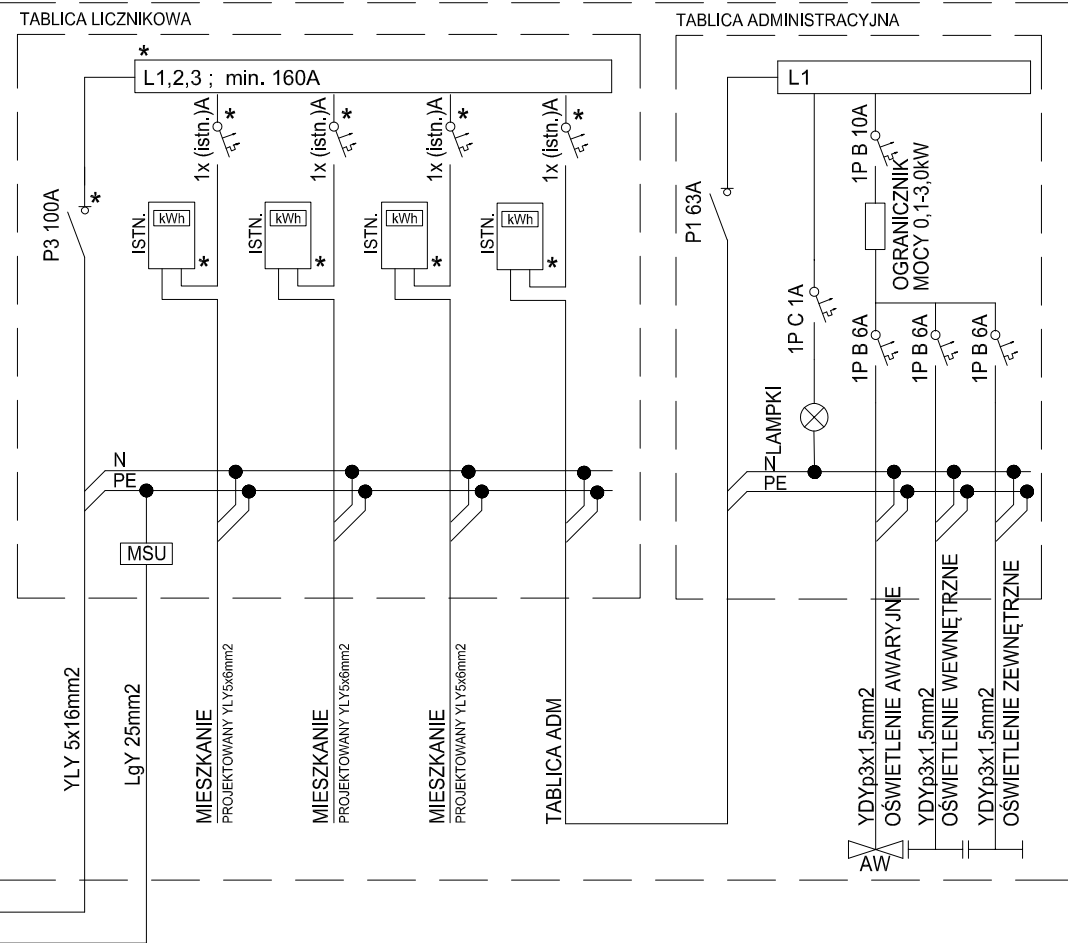 TABLICA LICZNIKOWA
*
L1,2,3 ; min. 160A
P3 100A
*
1x (istn.)A
*
1x (istn.)A
*
1x (istn.)A
*
1x (istn.)A
*
ISTN.
kWh
*
ISTN.
kWh
*
ISTN.
kWh
*
ISTN.
kWh
*
N
PE
MSU
YLY 5x16mm2
LgY 25mm2
MIESZKANIE
PROJEKTOWANY YLY5x6mm2
MIESZKANIE
PROJEKTOWANY YLY5x6mm2
MIESZKANIE
PROJEKTOWANY YLY5x6mm2
TABLICA ADM
TABLICA ADMINISTRACYJNA
L1
P1 63A
1P B 10A
OGRANICZNIK
MOCY 0,1-3,0kW
1P C 1A
1P B 6A
1P B 6A
1P B 6A
LAMPKI
N
PE
YDYp3x1,5mm2
OŚWIETLENIE AWARYJNE
YDYp3x1,5mm2
OŚWIETLENIE WEWNĘTRZNE
YDYp3x1,5mm2
OŚWIETLENIE ZEWNĘTRZNE
AW